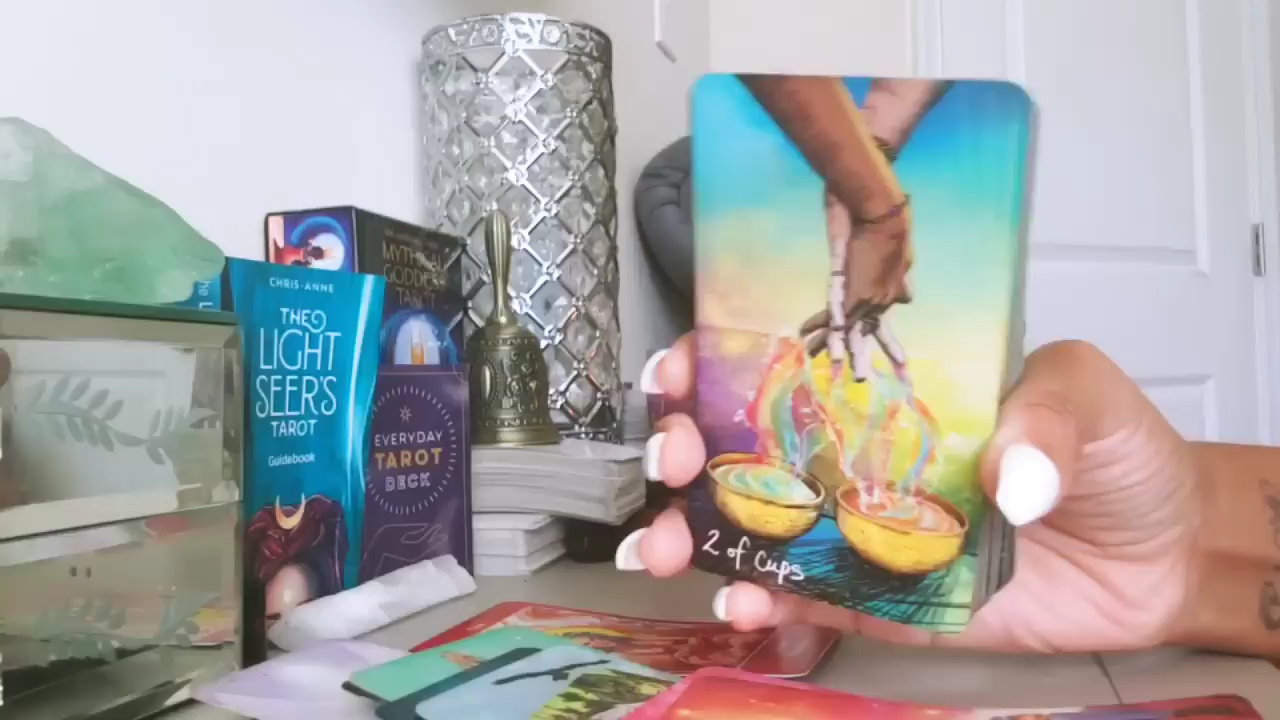 CHRIS-ANNE
THE
LIGHT
SEER'S
TAROT
Guidebook
MYTHICAL
GODDESS
TAROT
EVERYDAY
TAROT
DECK
2 of Cups